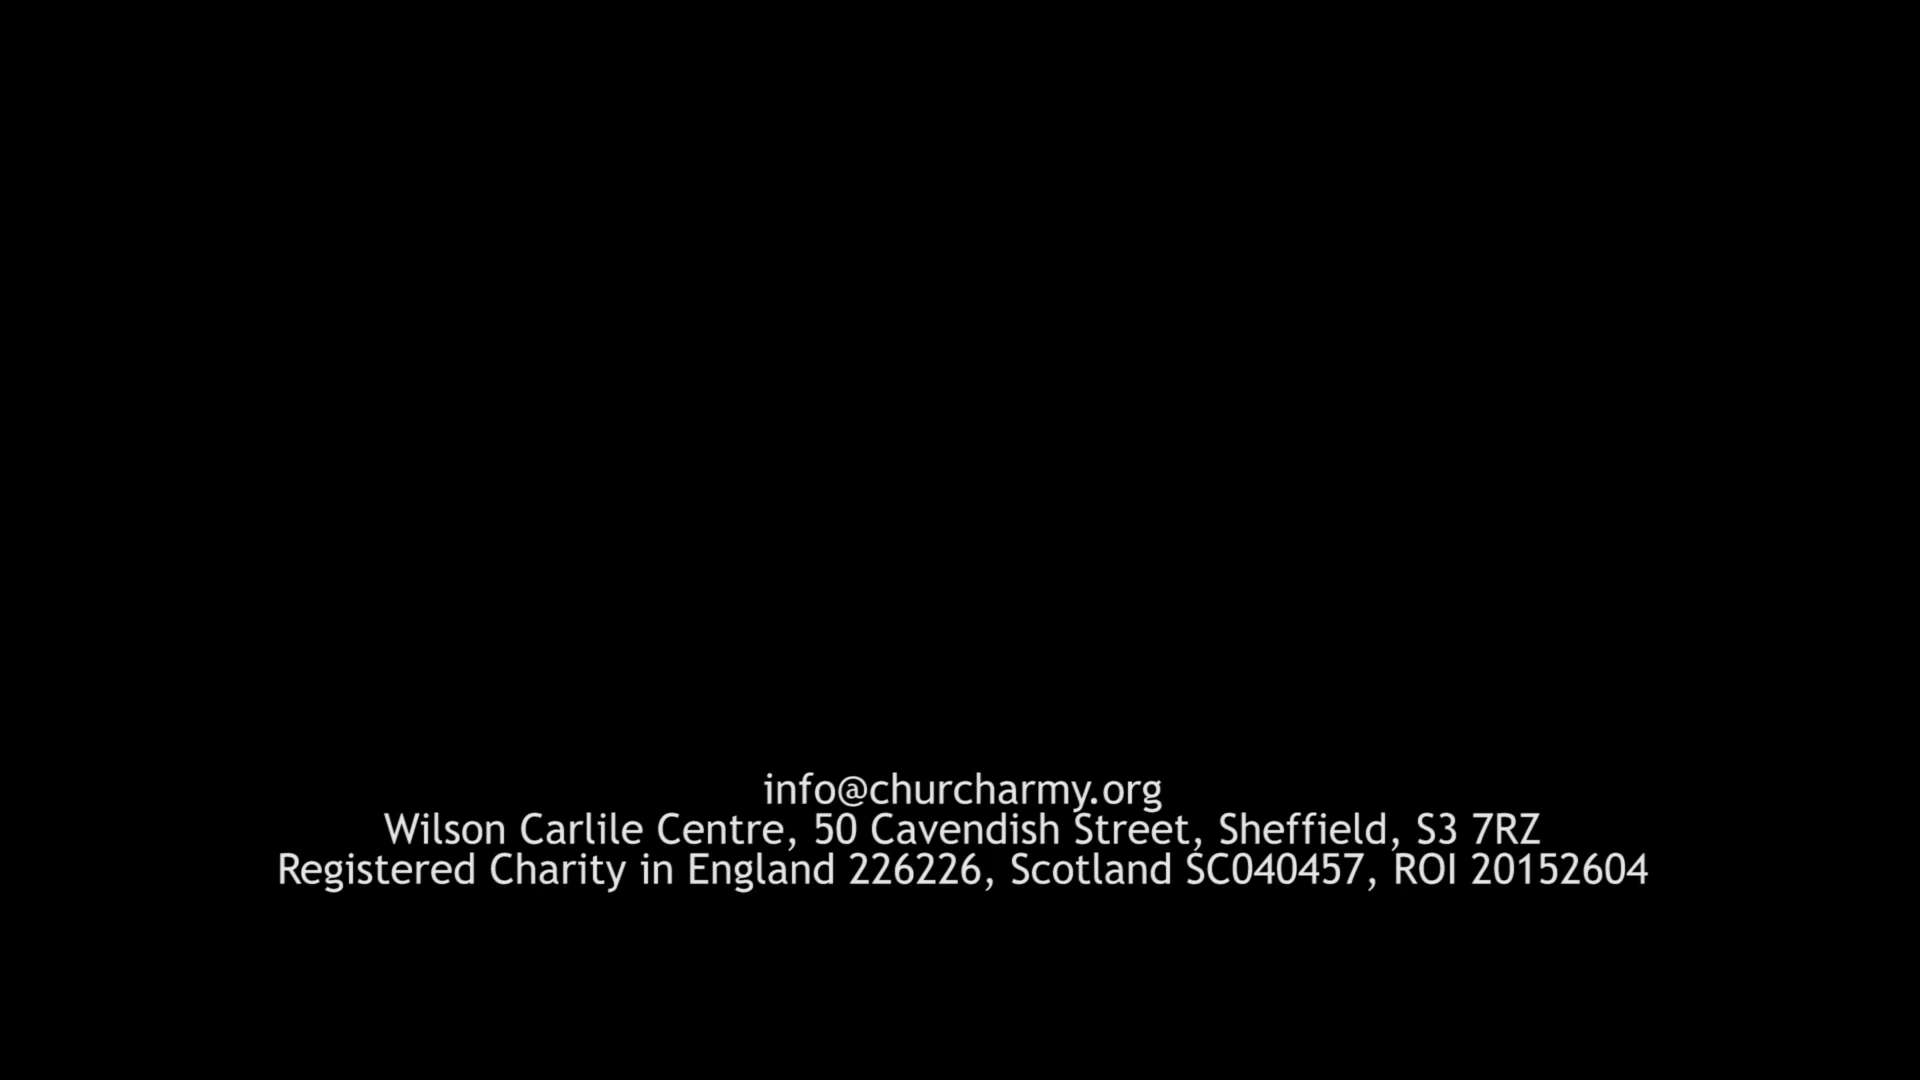 info@churcharmy.org
Wilson Carlile Centre, 50 Cavendish Street, Sheffield, S3 7RZ
Registered Charity in England 226226, Scotland SC040457, ROI 20152604